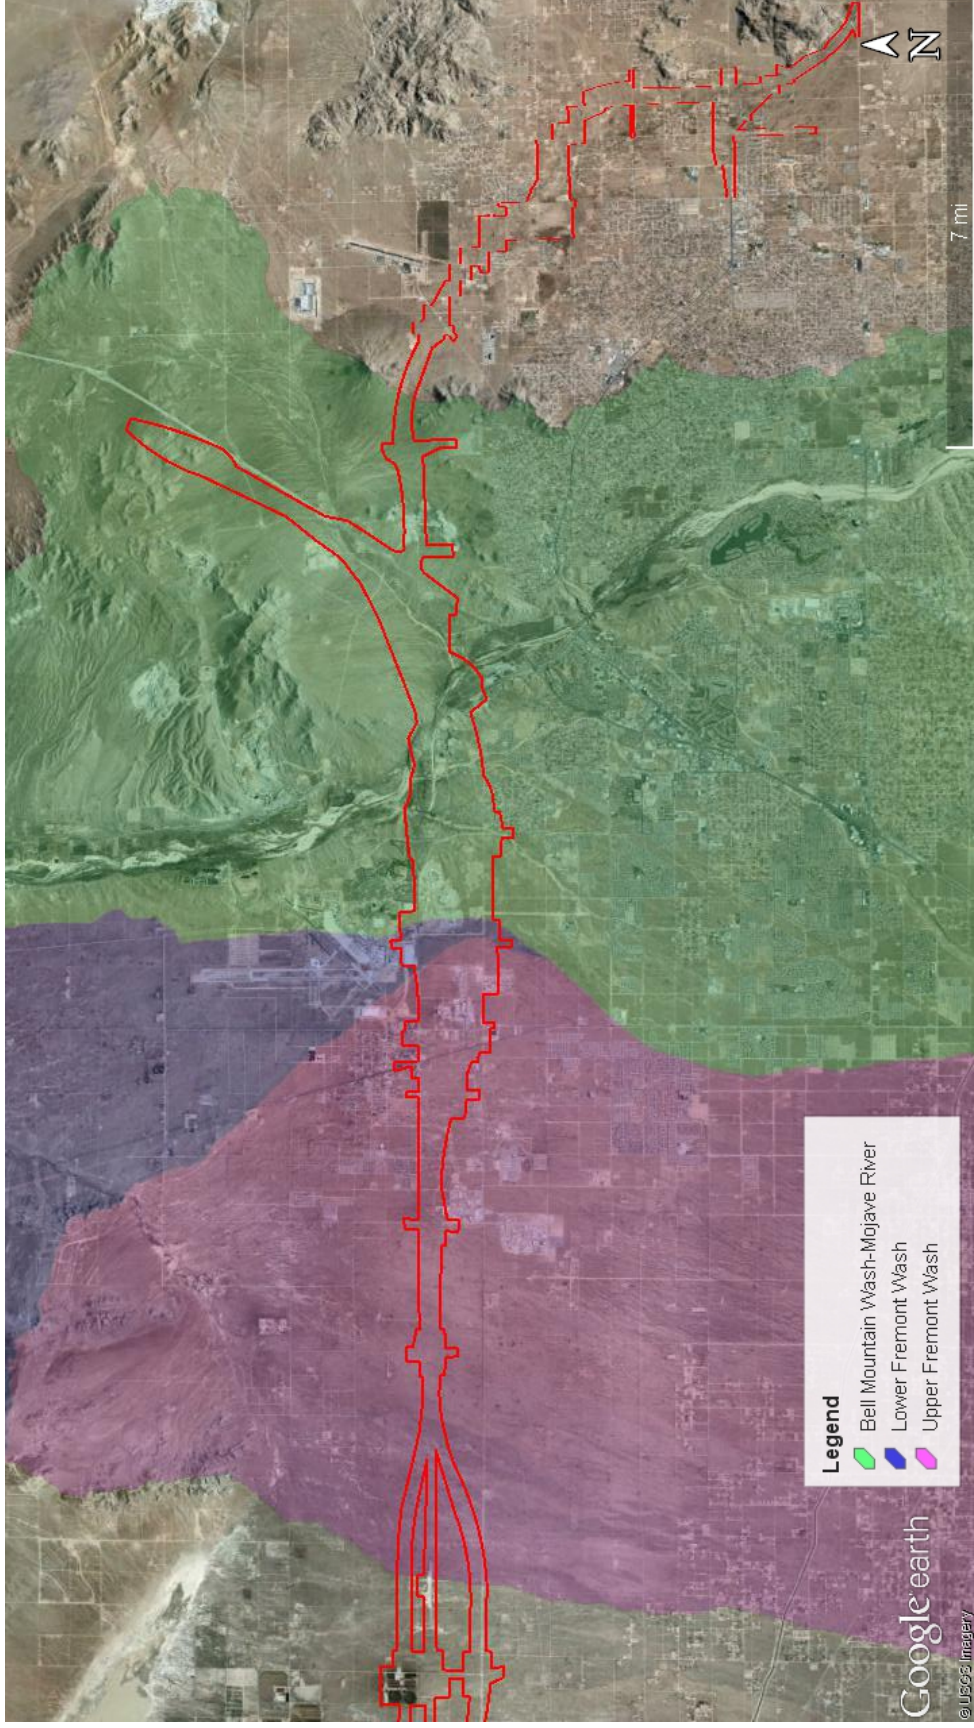 N
7 mi
Legend
Bell Mountain Wash-Mojave River
Lower Fremont Wash
Upper Fremont Wash
Google earth
© USGS Imagery